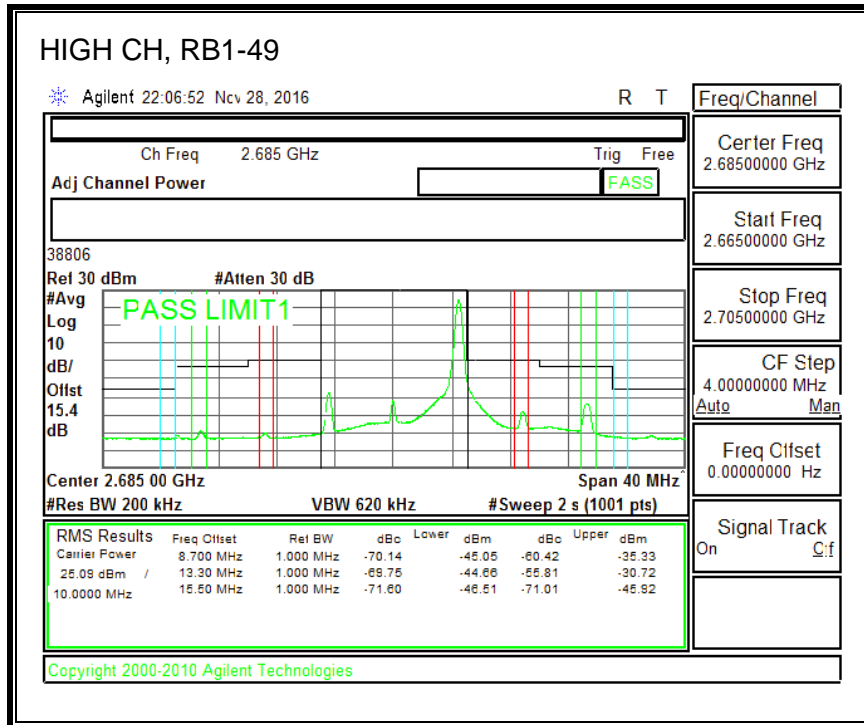 HIGH CH, RB1-49
Agilent 22:06:52 Nov 28, 2016 R T
Freq/Channel
Ch Freq 2.685 GHz Trig Free
Adj Channel Power FASS
Center Freq
2.68500000 GHz
Start Freq
2.66500000 GHz
Stop Freq
2.70500000 GHz
CF Step
4.00000000 MHz
Auto Man
Freq Offset
0.00000000 Hz
Signal Track
On Off
38806
Ref 30 dBm #Atten 30 dB
#Avg
Log
10
dB/
Offst
15.4
dB
PASS LIMIT1
Center 2.685 00 GHz Span 40 MHz
#Res BW 200 kHz VBW 620 kHz #Sweep 2 s (1001 pts)
RMS Results Freq Offset Ref BW dBc Lower dBm dBc Upper dBm
Carrier Power 8.700 MHz 1.000 MHz -70.14 -45.05 -60.42 -35.33
25.09 dBm / 13.30 MHz 1.000 MHz -69.75 -44.66 -55.81 -30.72
10.0000 MHz 15.50 MHz 1.000 MHz -71.60 -46.51 -71.01 -45.92
Copyright 2000-2010 Agilent Technologies